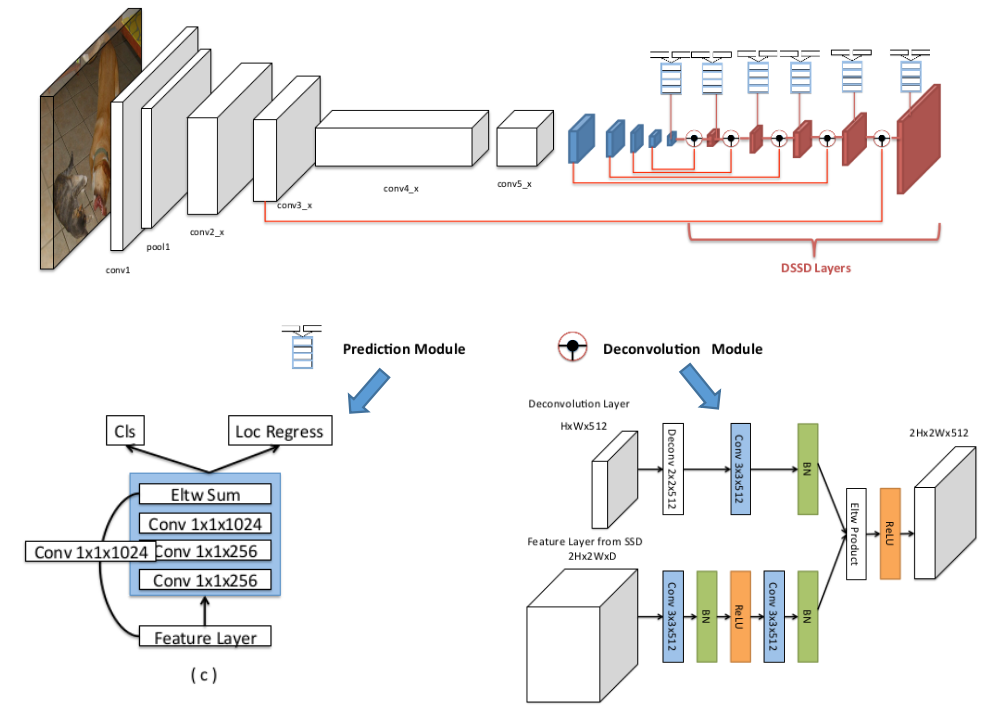 conv1
pool1
conv2_x
conv3_x
conv4_x
conv5_x
DSSD Layers
Prediction Module
Deconvolution Module
Cls
Loc Regress
Eltw Sum
Conv 1x1x1024
Conv 1x1x1024
Conv 1x1x256
Conv 1x1x256
Feature Layer
( c )
Deconvolution Layer
HxWx512
Deconv 2x2x512
Conv 3x3x512
BN
Feature Layer from SSD
2Hx2WxD
Conv 3x3x512
BN
ReLU
Conv 3x3x512
BN
Eltw Product
ReLU
2Hx2Wx512